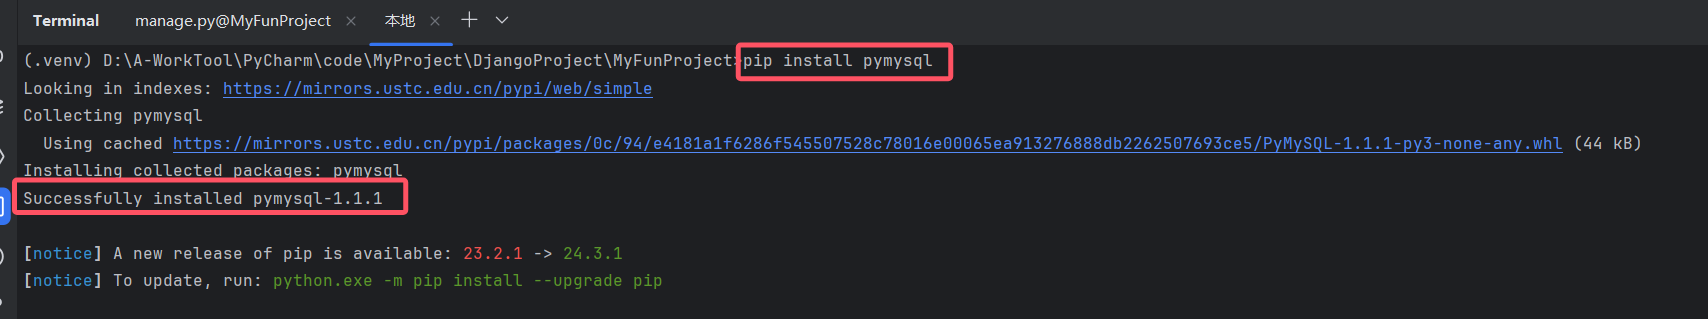 Terminal manage.py@MyFunProject × 本地 ×
(.venv) D:\A-WorkTool\PyCharm\code\MyProject\DjangoProject\MyFunProject>pip install pymysql
Looking in indexes: https://mirrors.ustc.edu.cn/pypi/web/simple
Collecting pymysql
Using cached https://mirrors.ustc.edu.cn/pypi/packages/0c/94/e4181a1f6286f545507528c78016e00065ea913276888db2262507693ce5/PyMySQL-1.1.1-py3-none-any.whl (44 kB)
Installing collected packages: pymysql
Successfully installed pymysql-1.1.1
[notice] A new release of pip is available: 23.2.1 -> 24.3.1
[notice] To update, run: python.exe -m pip install --upgrade pip